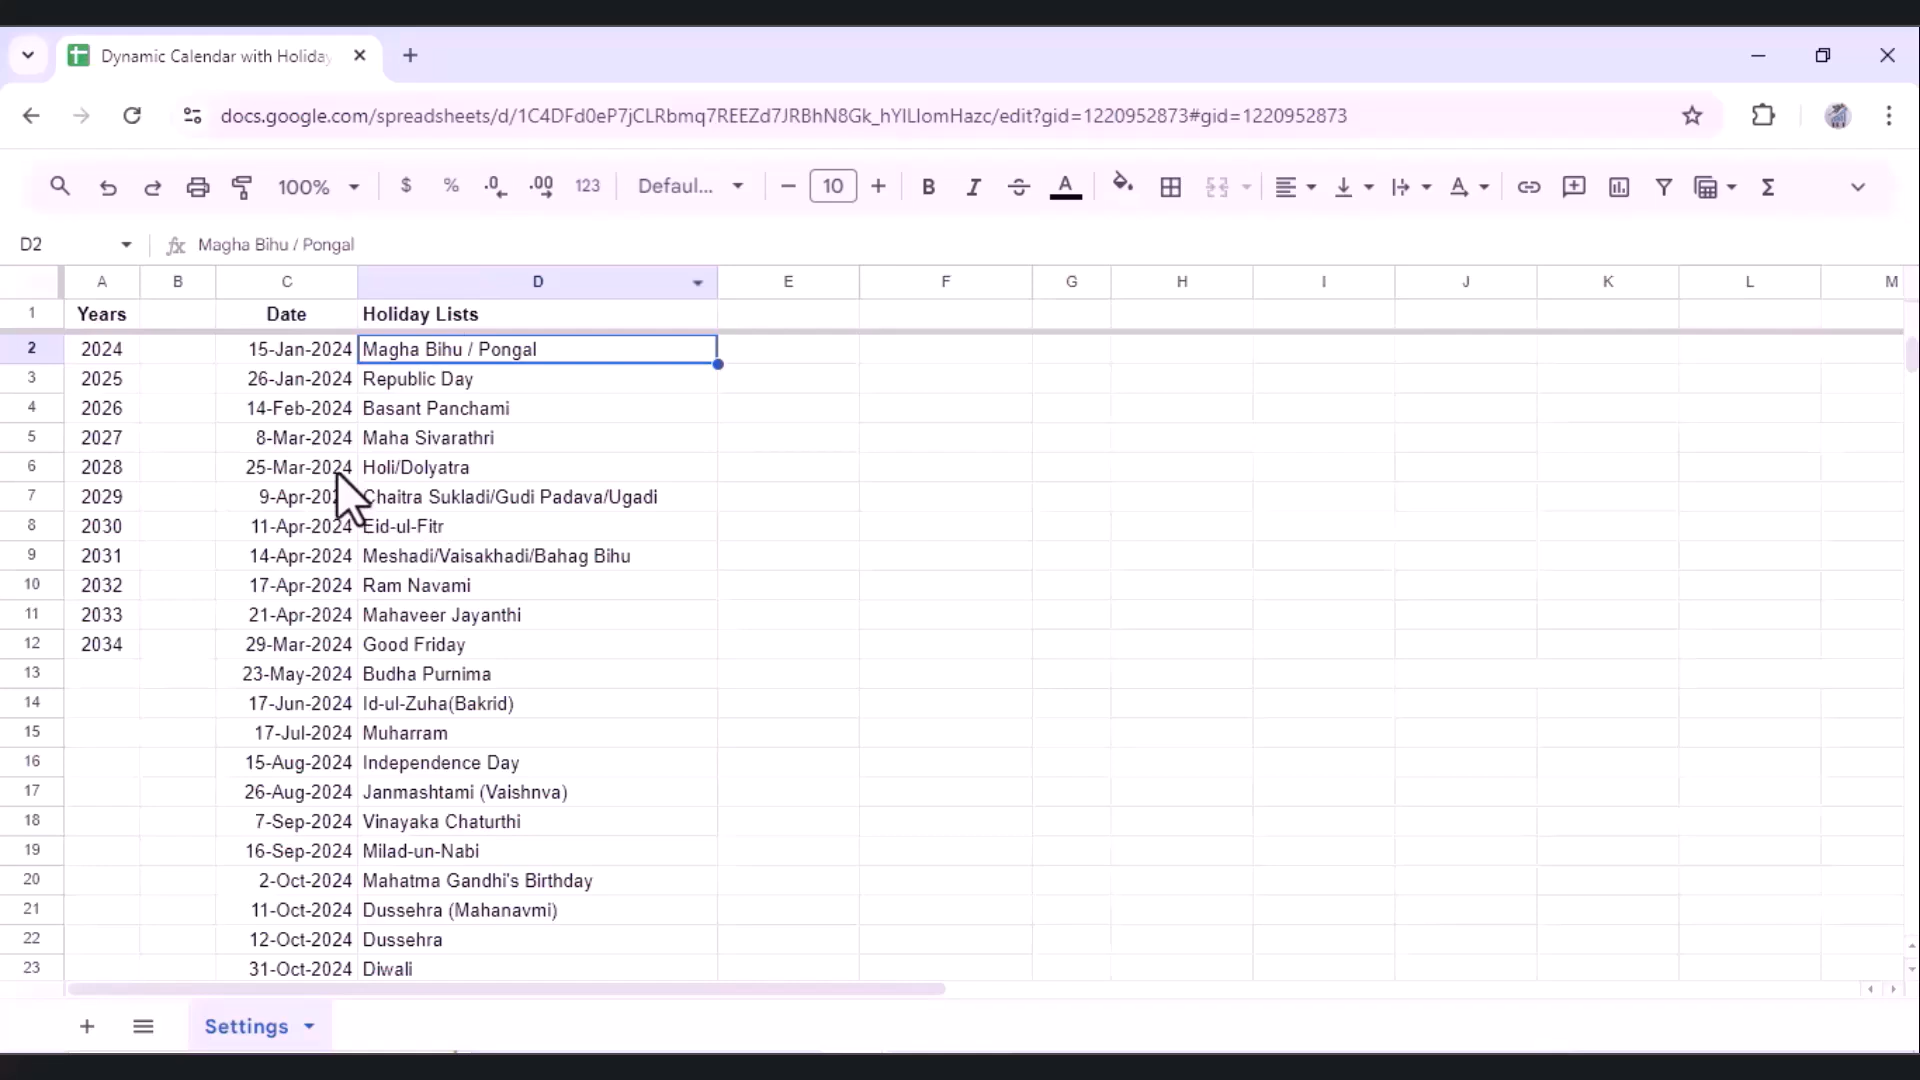 Dynamic Calendar with Holiday
docs.google.com/spreadsheets/d/1C4DFd0eP7jCLRbmq7REEZd7JRBhN8Gk_hYILIomHazc/edit?gid=1220952873#gid=1220952873
100% $ % .0 .00 123 Defaul... 10 B I S A
D2 fx Magha Bihu / Pongal
A B C D E F G H I J K L M
1 Years Date Holiday Lists
2 2024 15-Jan-2024 Magha Bihu / Pongal
3 2025 26-Jan-2024 Republic Day
4 2026 14-Feb-2024 Basant Panchami
5 2027 8-Mar-2024 Maha Sivarathri
6 2028 25-Mar-2024 Holi/Dolyatra
7 2029 9-Apr-202 Chaitra Sukladi/Gudi Padava/Ugadi
8 2030 11-Apr-2024 Eid-ul-Fitr
9 2031 14-Apr-2024 Meshadi/Vaisakhadi/Bahag Bihu
10 2032 17-Apr-2024 Ram Navami
11 2033 21-Apr-2024 Mahaveer Jayanthi
12 2034 29-Mar-2024 Good Friday
13 23-May-2024 Budha Purnima
14 17-Jun-2024 Id-ul-Zuha(Bakrid)
15 17-Jul-2024 Muharram
16 15-Aug-2024 Independence Day
17 26-Aug-2024 Janmashtami (Vaishnva)
18 7-Sep-2024 Vinayaka Chaturthi
19 16-Sep-2024 Milad-un-Nabi
20 2-Oct-2024 Mahatma Gandhi's Birthday
21 11-Oct-2024 Dussehra (Mahanavmi)
22 12-Oct-2024 Dussehra
23 31-Oct-2024 Diwali
Settings